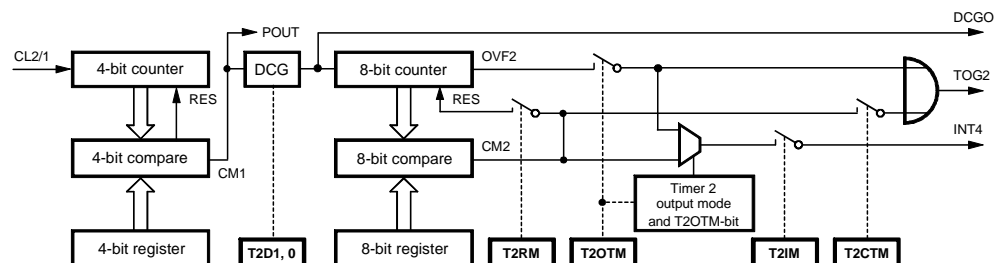 DCGO
POUT
CL2/1
4-bit counter
DCG
8-bit counter
OVF2
TOG2
RES
RES
INT4
4-bit compare
CM1
8-bit compare
CM2
Timer 2
output mode
and T2OTM-bit
4-bit register
T2D1, 0
8-bit register
T2RM
T2OTM
T2IM
T2CTM